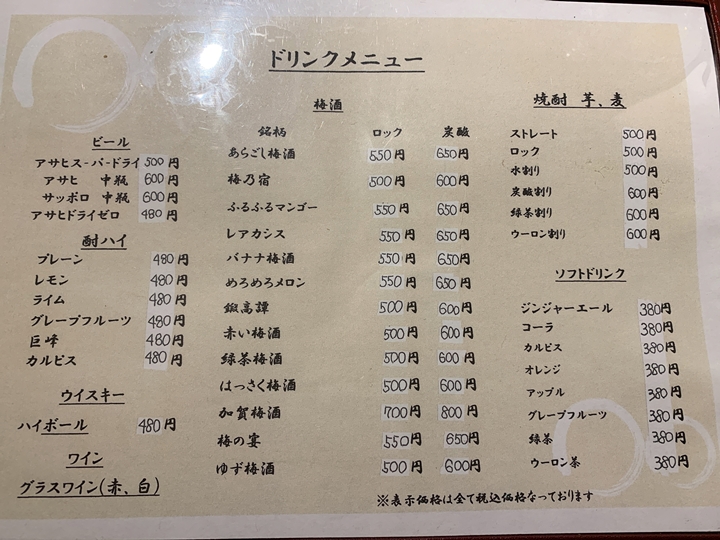 ドリンクメニュー
ビール
アサヒスーパードライ 500円
アサヒ 中瓶 600円
サッポロ 中瓶 600円
アサヒドライゼロ 480円
酎ハイ
プレーン 480円
レモン 480円
ライム 480円
グレープフルーツ 480円
巨峰 480円
カルピス 480円
ウイスキー
ハイボール 480円
ワイン
グラスワイン(赤、白)
梅酒
銘柄 ロック 炭酸
あらごし梅酒 550円 650円
梅乃宿 500円 600円
ふるふるマンゴー 550円 650円
レアカシス 550円 650円
バナナ梅酒 550円 650円
めろめろメロン 550円 650円
鍛高譚 500円 600円
赤い梅酒 500円 600円
緑茶梅酒 500円 600円
はっさく梅酒 500円 600円
加賀梅酒 700円 800円
梅の宴 550円 650円
ゆず梅酒 500円 600円
焼酎 芋、麦
ストレート 500円
ロック 500円
水割り 500円
炭酸割り 600円
緑茶割り 600円
ウーロン割り 600円
ソフトドリンク
ジンジャーエール 380円
コーラ 380円
カルピス 380円
オレンジ 380円
アップル 380円
グレープフルーツ 380円
緑茶 380円
ウーロン茶 380円
※表示価格は全て税込価格なっております